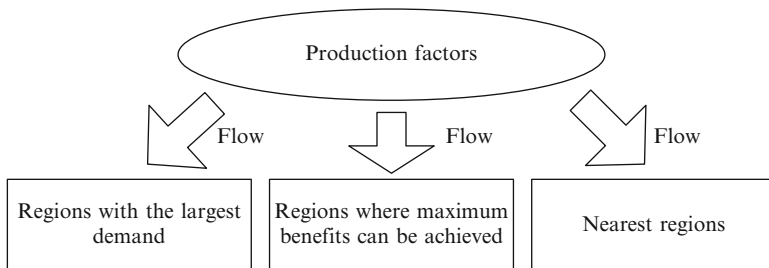 Production factors
Flow
Flow
Flow
Regions with the largest
demand
Regions where maximum
benefits can be achieved
Nearest regions